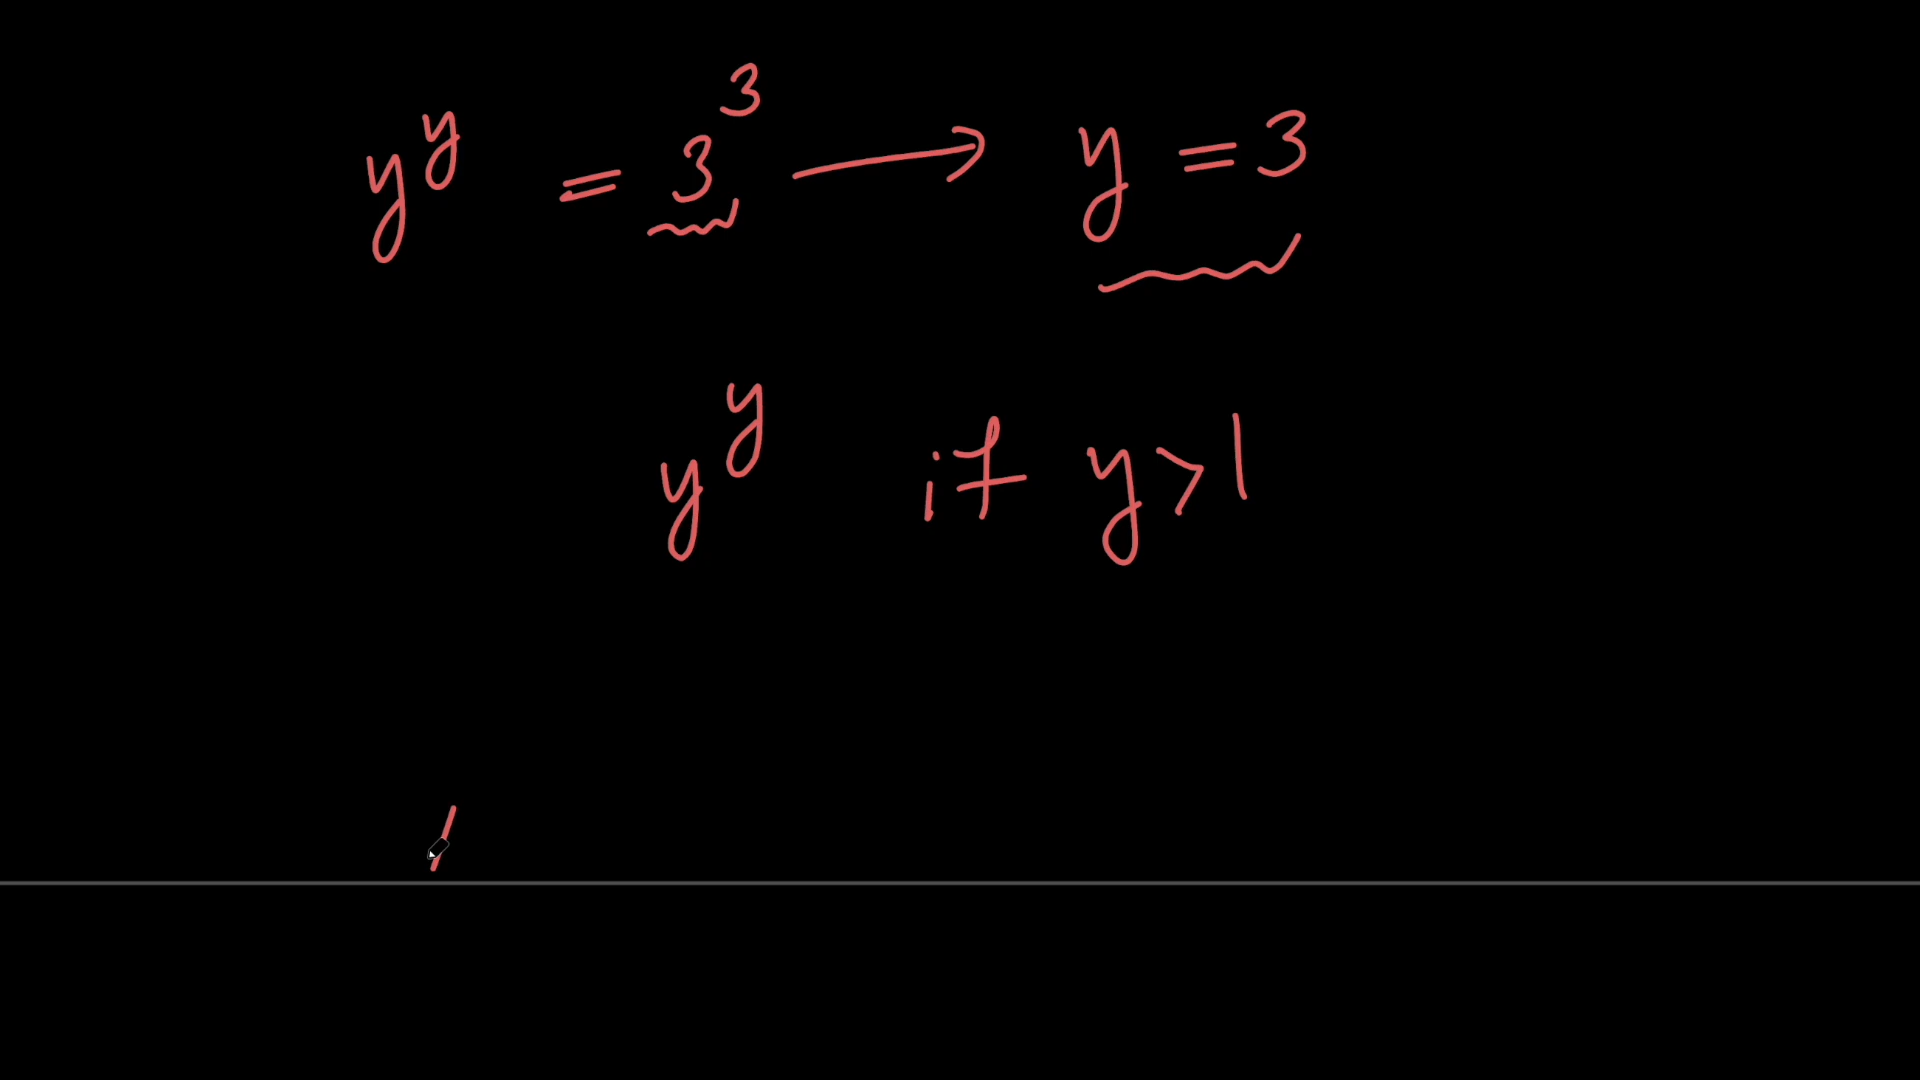 y^y = 3^3 → y = 3
y^y if y > 1